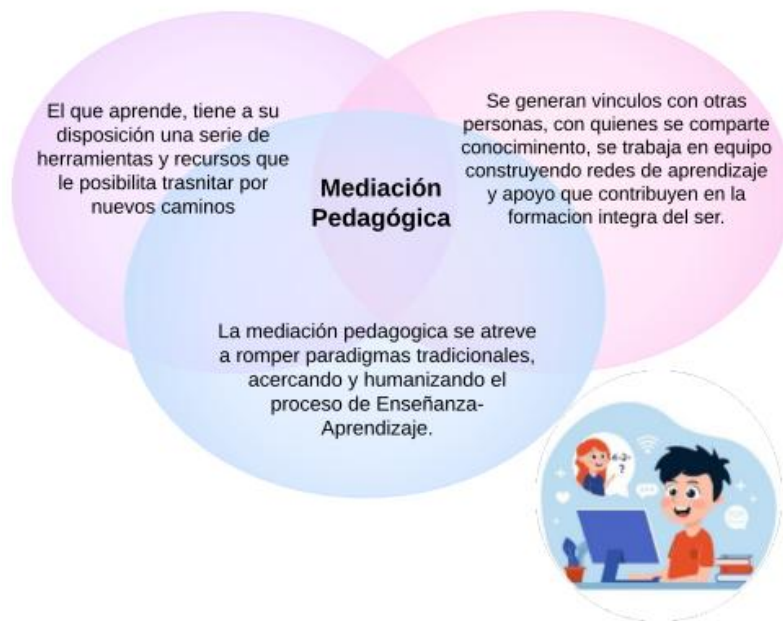 El que aprende, tiene a su
disposición una serie de
herramientas y recursos que
le posibilita trasnitar por
nuevos caminos
Se generan vinculos con otras
personas, con quienes se comparte
conociminento, se trabaja en equipo
construyendo redes de aprendizaje
y apoyo que contribuyen en la
formacion integra del ser.
Mediación
Pedagógica
La mediación pedagogica se atreve
a romper paradigmas tradicionales,
acercando y humanizando el
proceso de Enseñanza-
Aprendizaje.